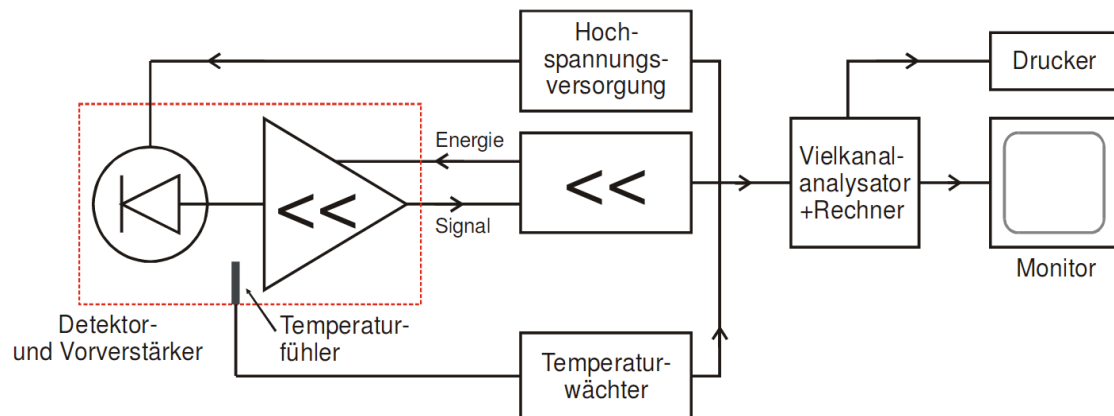 Hoch-
spannungs-
versorgung
Drucker
Energie
<<
<<
Signal
Vielkanal-
analysator
+Rechner
Monitor
Detektor-
und Vorverstärker
Temperatur-
fühler
Temperatur-
wächter